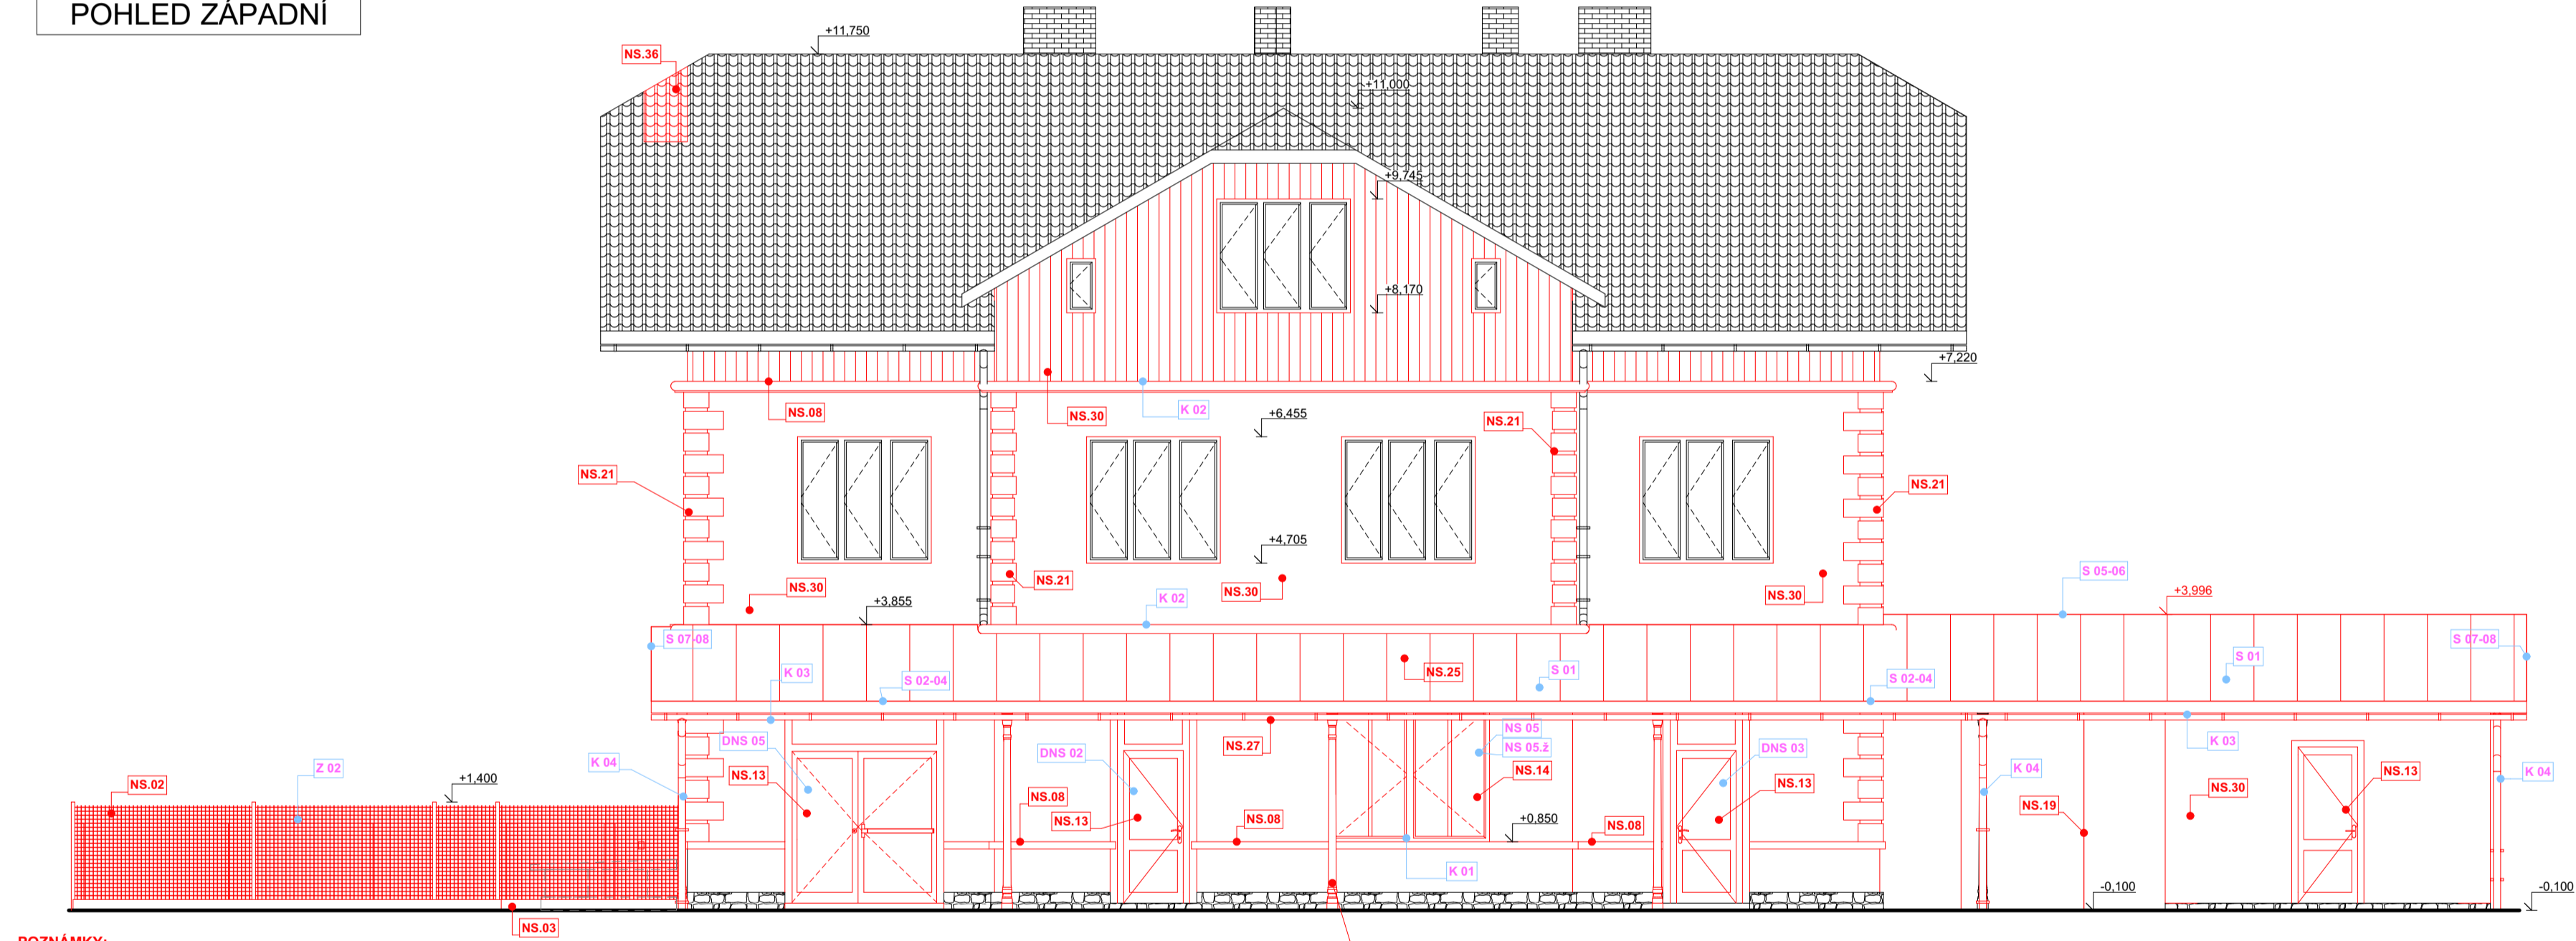 POHLED ZÁPADNÍ
+11,750
NS.36
+11,000
+9,745
+8,170
+7,220
NS.08
NS.30
K 02
+6,455
NS.21
NS.21
NS.21
+4,705
NS.21
NS.30
NS.30
NS.30
K 02
+3,855
S 05-06
+3,996
S 07-08
S 07-08
K 03
S 02-04
NS.25
S 01
S 02-04
S 01
DNS 05
DNS 02
NS.27
NS 05
NS 05.ž
DNS 03
K 03
K 04
NS.13
NS.14
NS.13
K 04
NS.13
K 04
NS.02
Z 02
+1,400
NS.08
NS.13
NS.08
+0,850
NS.08
NS.19
NS.30
K 01
-0,100
-0,100
NS.03
POZNÁMKY: